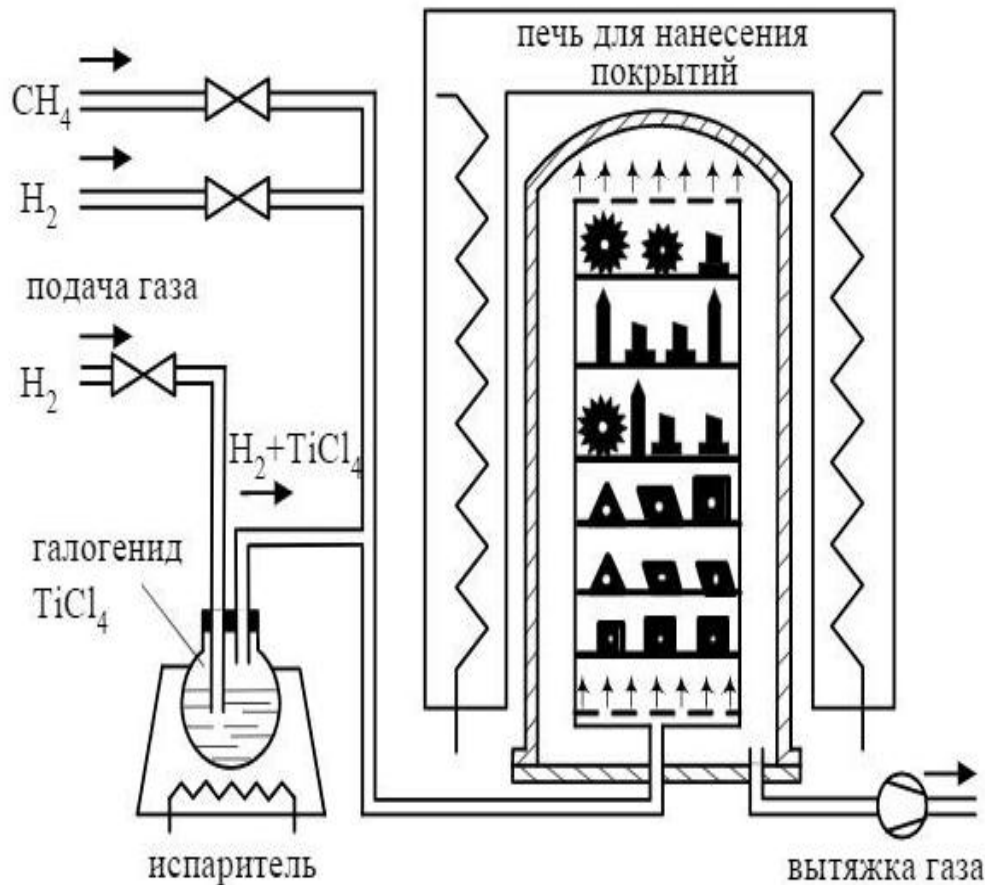 печь для нанесения
покрытий
CH₄
H₂
подача газа
H₂
H₂+TiCl₄
галогенид
TiCl₄
испаритель
вытяжка газа